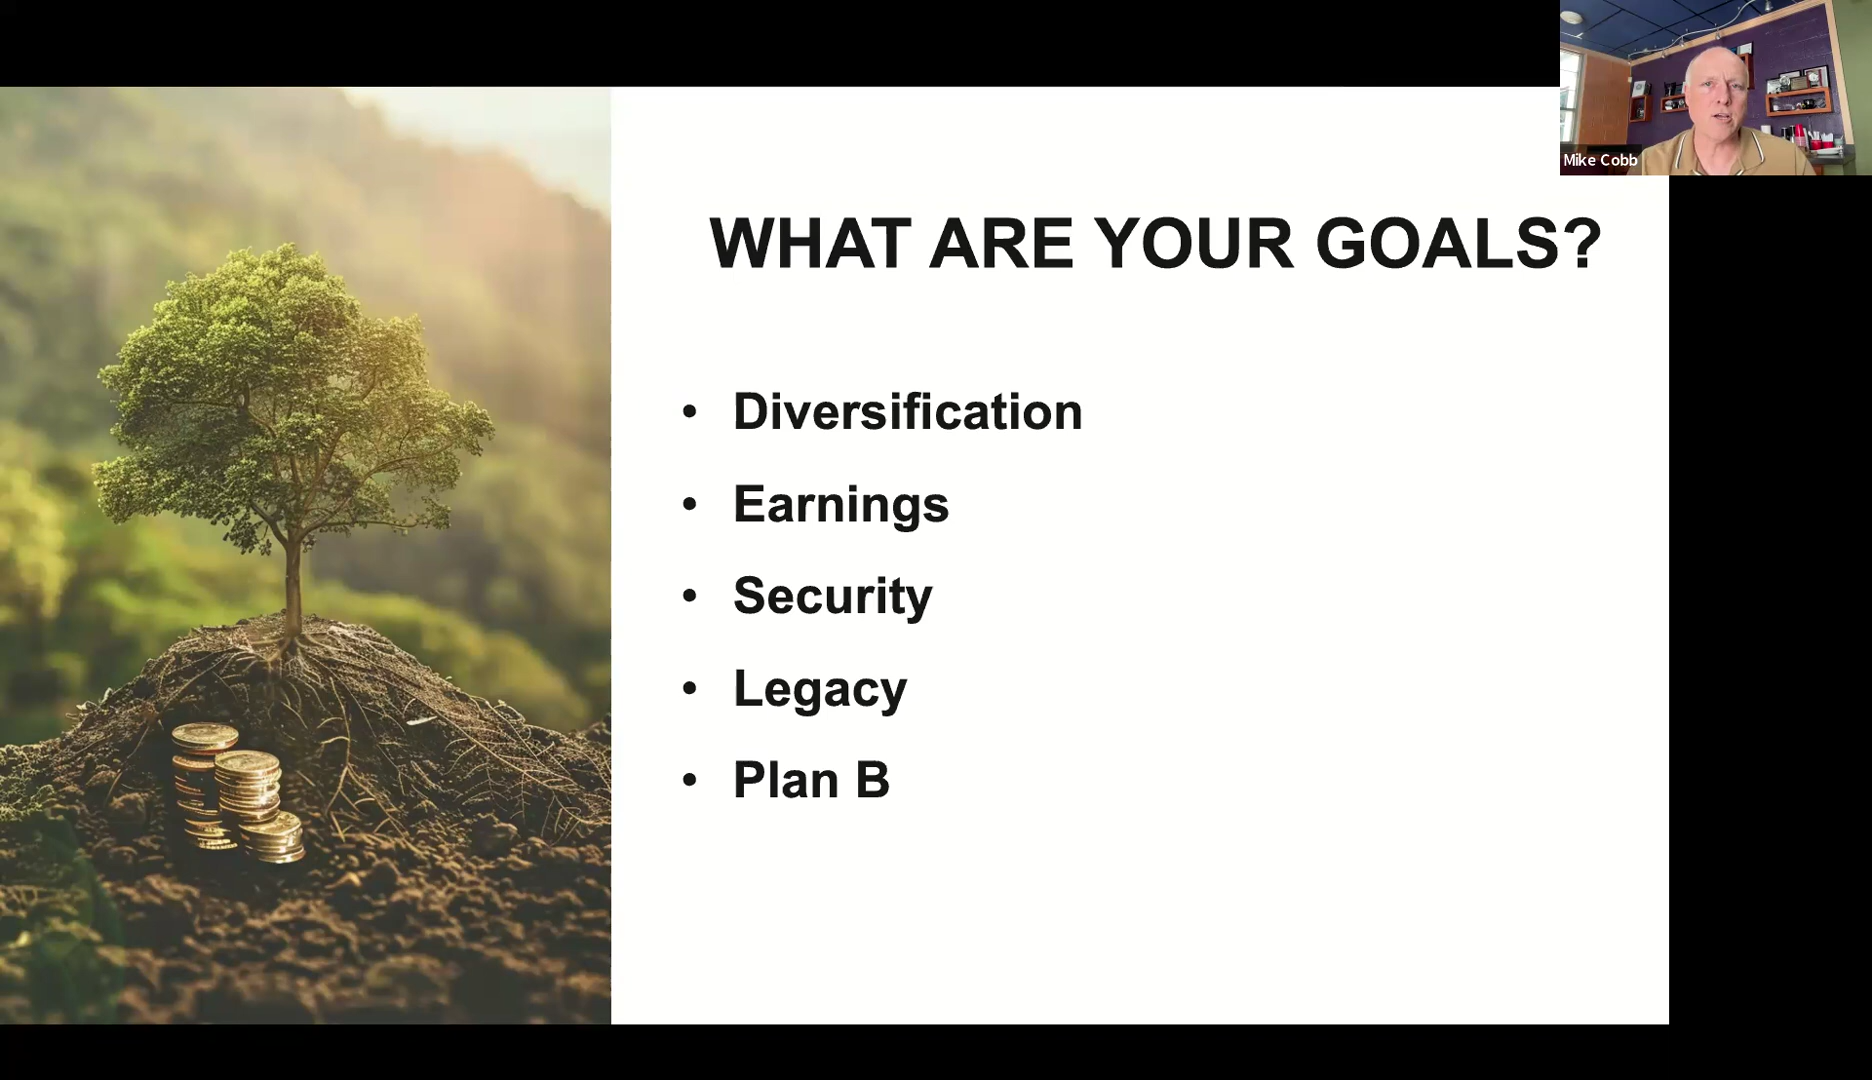 Mike Cobb
WHAT ARE YOUR GOALS?
• Diversification
• Earnings
• Security
• Legacy
• Plan B